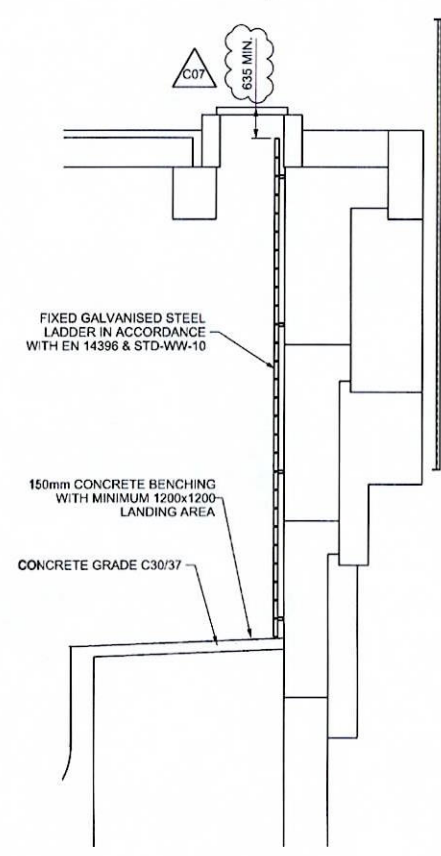 C07
635 MIN.
FIXED GALVANISED STEEL
LADDER IN ACCORDANCE
WITH EN 14396 & STD-WW-10
150mm CONCRETE BENCHING
WITH MINIMUM 1200x1200
LANDING AREA
CONCRETE GRADE C30/37